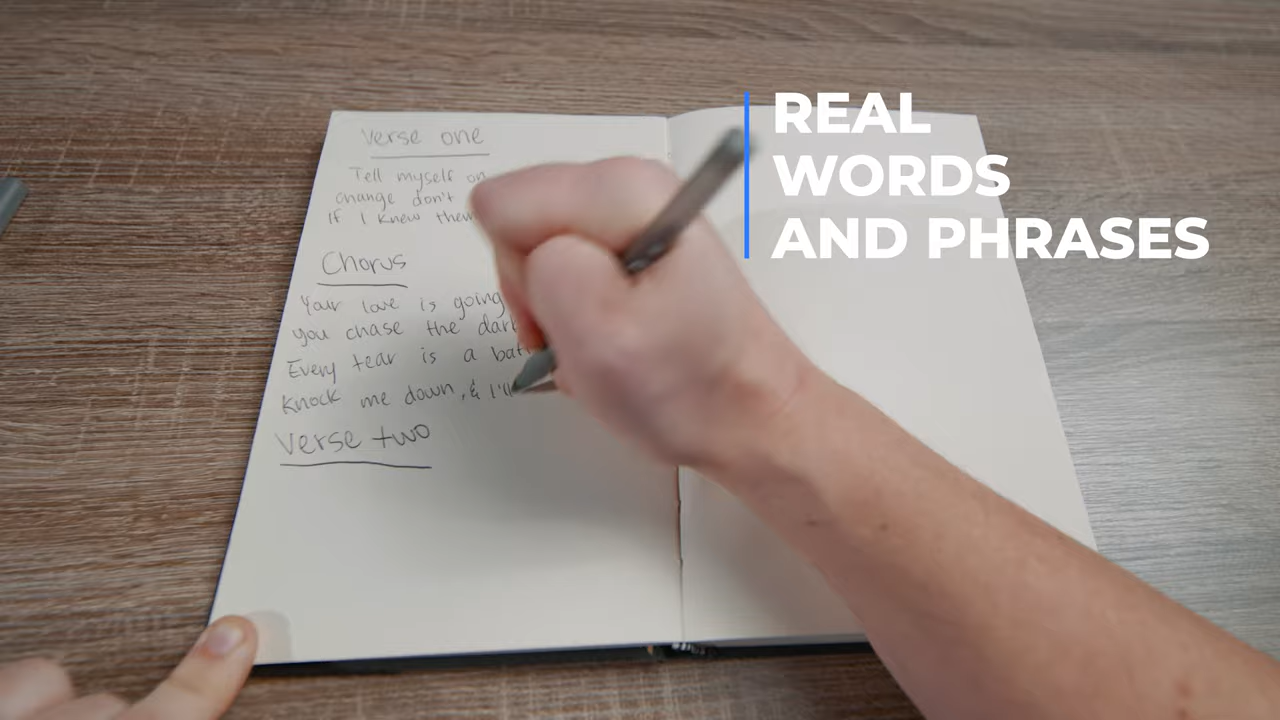 Verse one
Tell myself on
change don't
If I knew them
Chorus
Your love is going
you chase the dark
Every tear is a
Knock me down, & I'll
Verse two
REAL
WORDS
AND PHRASES